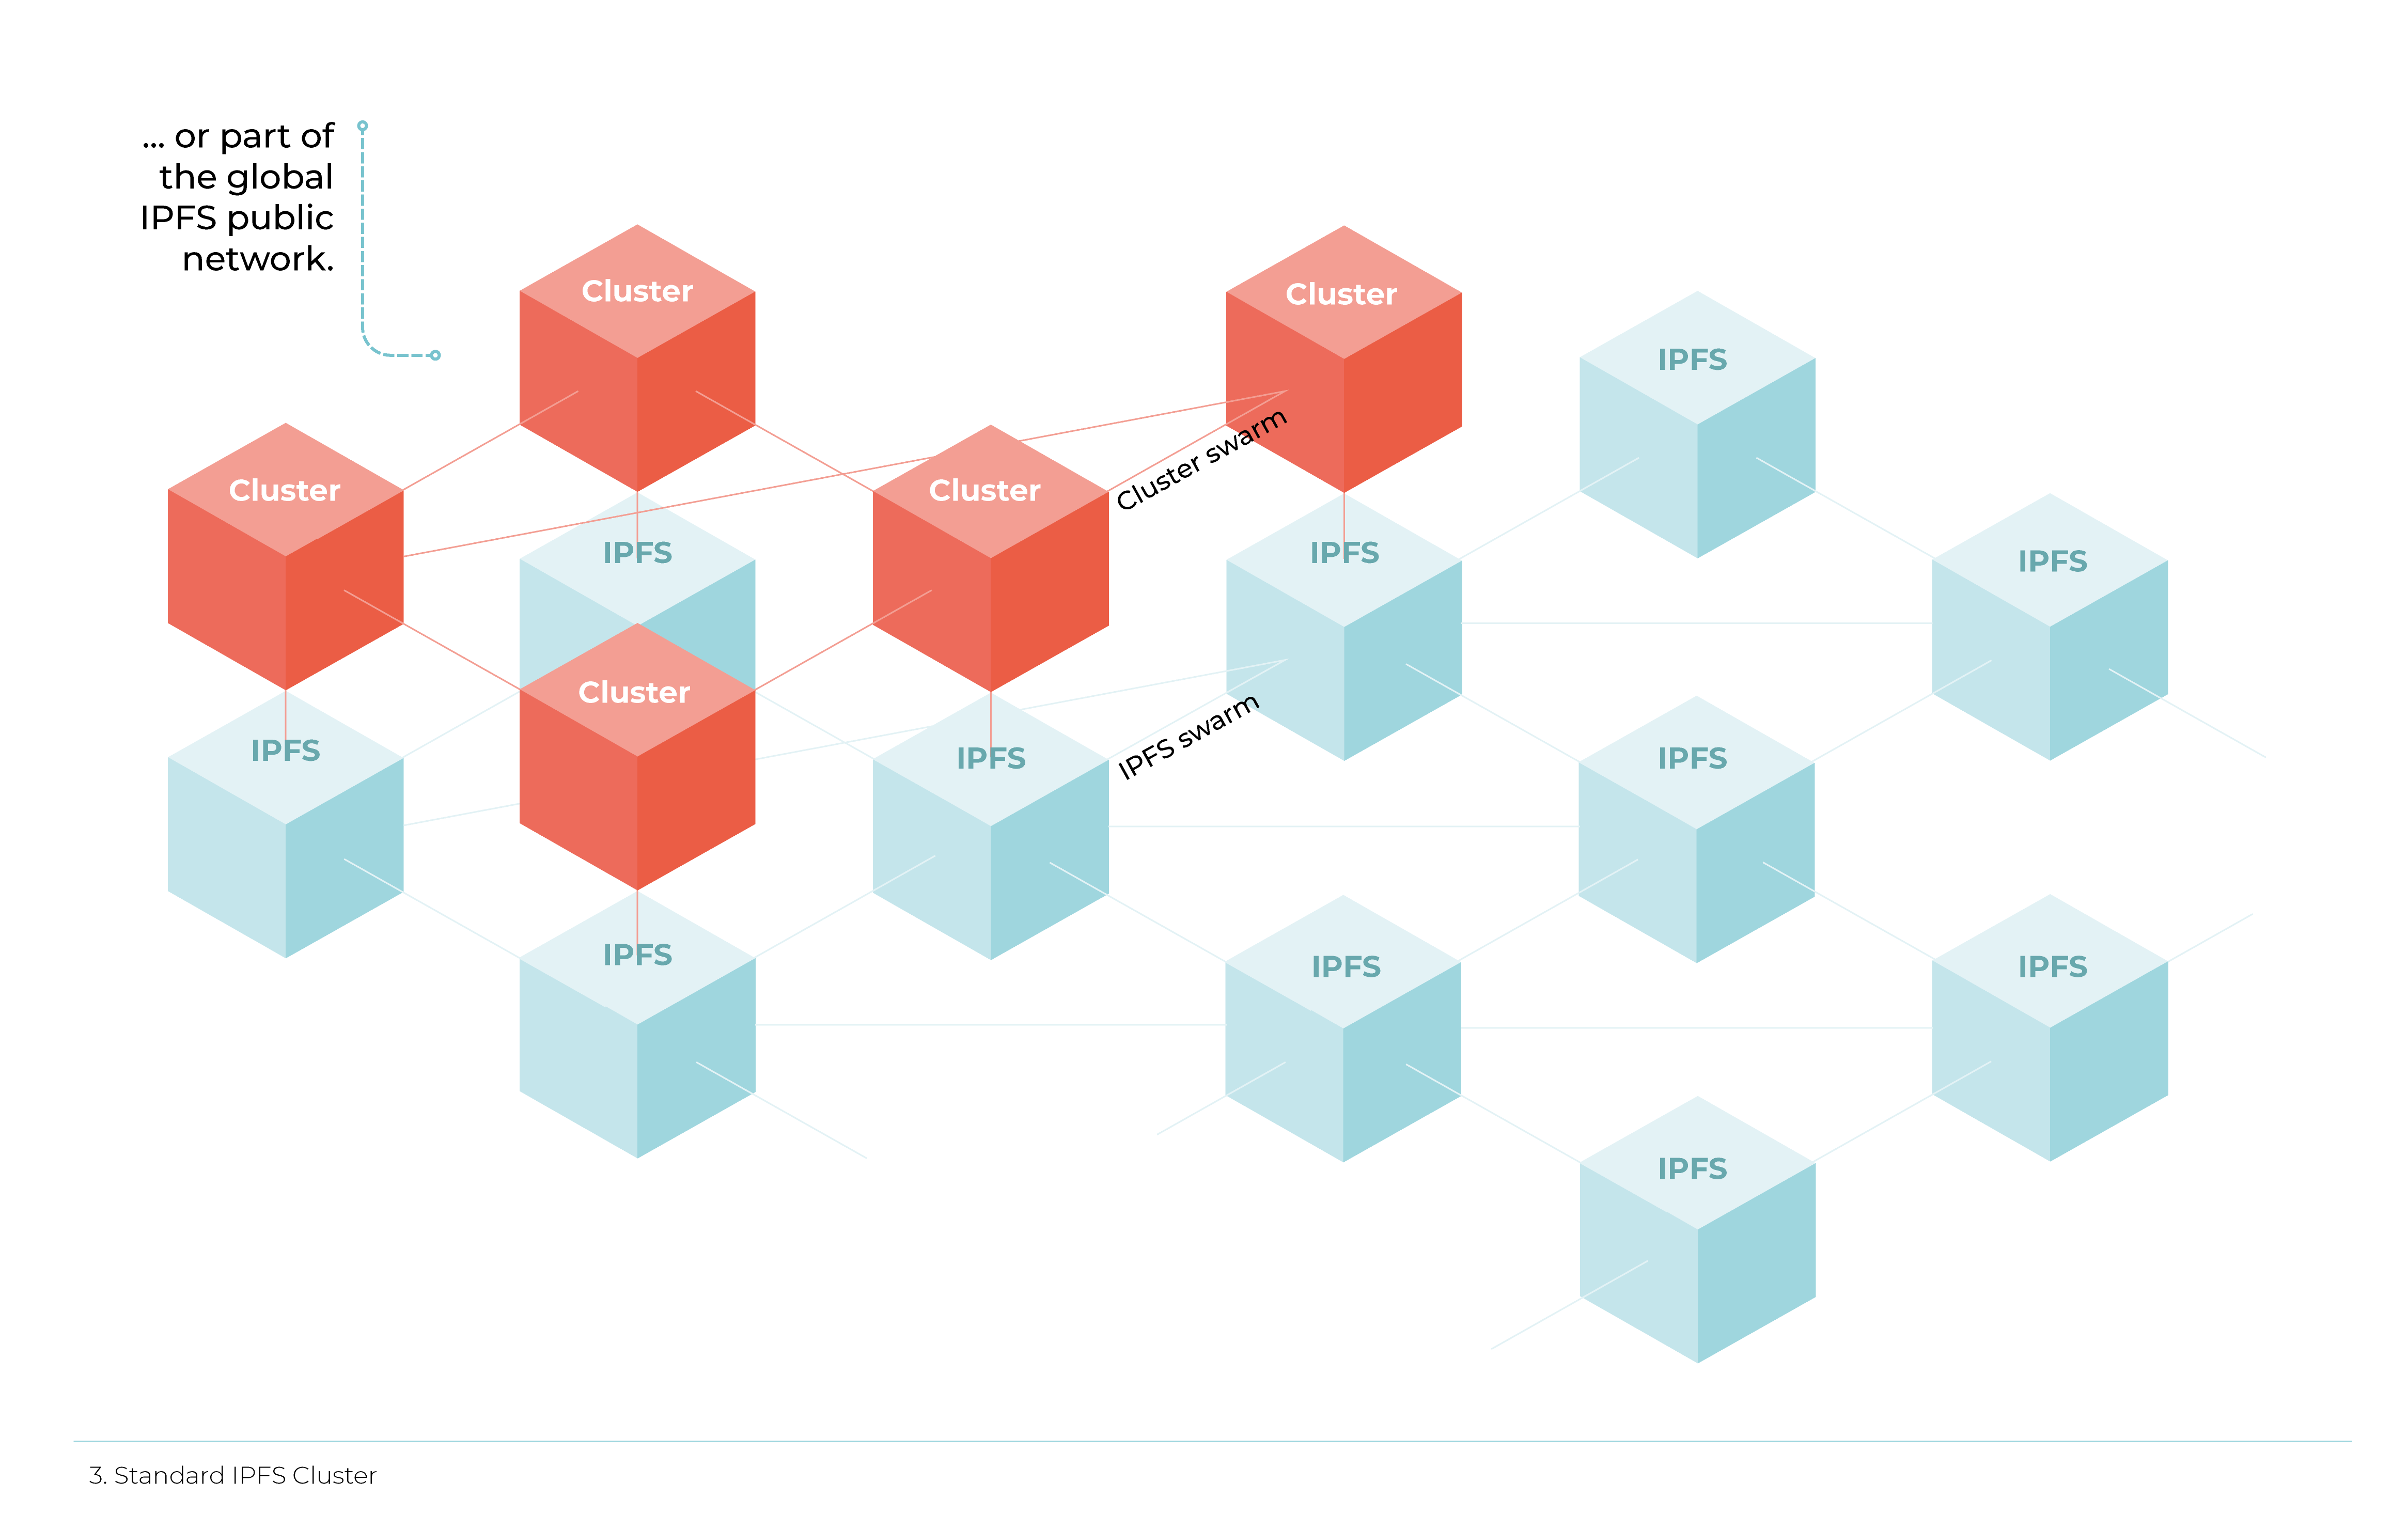 ... or part of
the global
IPFS public
network.
Cluster
Cluster
IPFS
Cluster
Cluster
Cluster swarm
IPFS
IPFS
IPFS
Cluster
IPFS swarm
IPFS
IPFS
IPFS
IPFS
IPFS
IPFS
IPFS
3. Standard IPFS Cluster